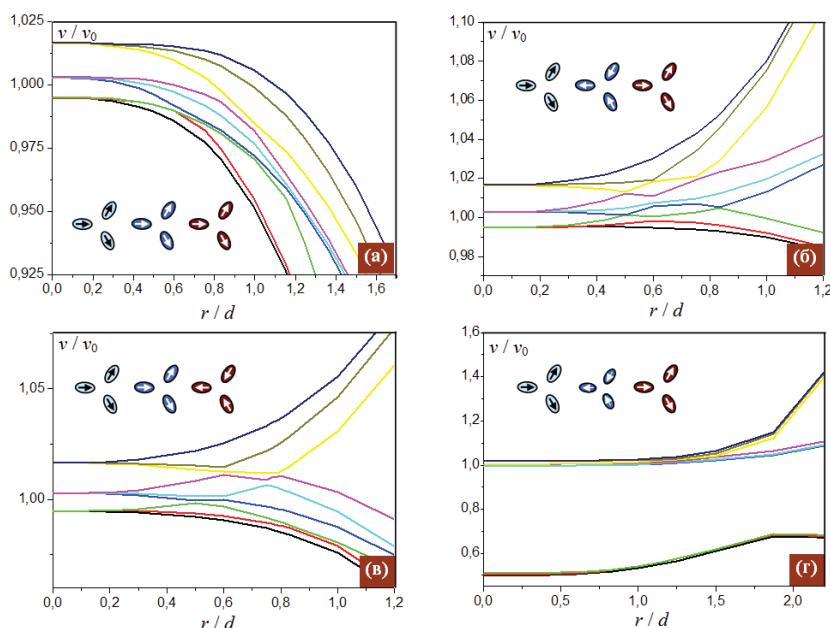 1,025
1,000
0,975
0,950
0,925
v / v₀
(а)
0,0 0,2 0,4 0,6 0,8 1,0 1,2 1,4 1,6
r / d
1,10
1,08
1,06
1,04
1,02
1,00
0,98
v / v₀
(б)
0,0 0,2 0,4 0,6 0,8 1,0 1,2
r / d
1,05
1,00
v / v₀
(в)
0,0 0,2 0,4 0,6 0,8 1,0 1,2
r / d
1,6
1,4
1,2
1,0
0,8
0,6
v / v₀
(г)
0,0 0,5 1,0 1,5 2,0
r / d